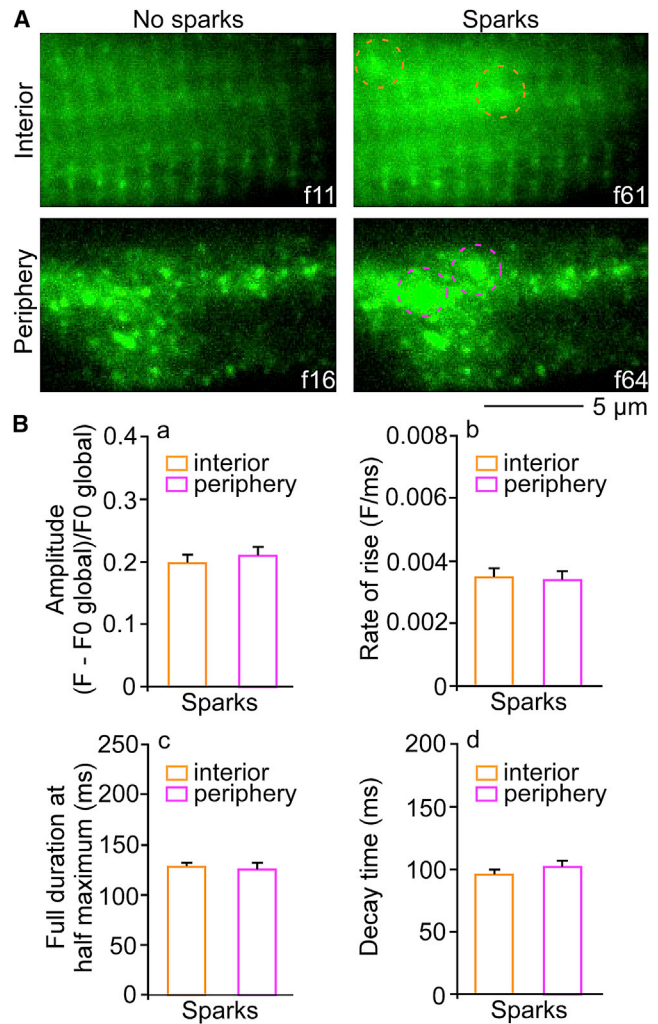 A
No sparks
Sparks
Interior
f11
f61
Periphery
f16
f64
5 µm
B
a
Amplitude
(F - F0 global)/F0 global)
0.4
0.3
0.2
0.1
0
interior
periphery
Sparks
b
Rate of rise (F/ms)
0.008
0.006
0.004
0.002
0
interior
periphery
Sparks
c
Full duration at
half maximum (ms)
250
200
150
100
50
0
interior
periphery
Sparks
d
Decay time (ms)
200
150
100
50
0
interior
periphery
Sparks